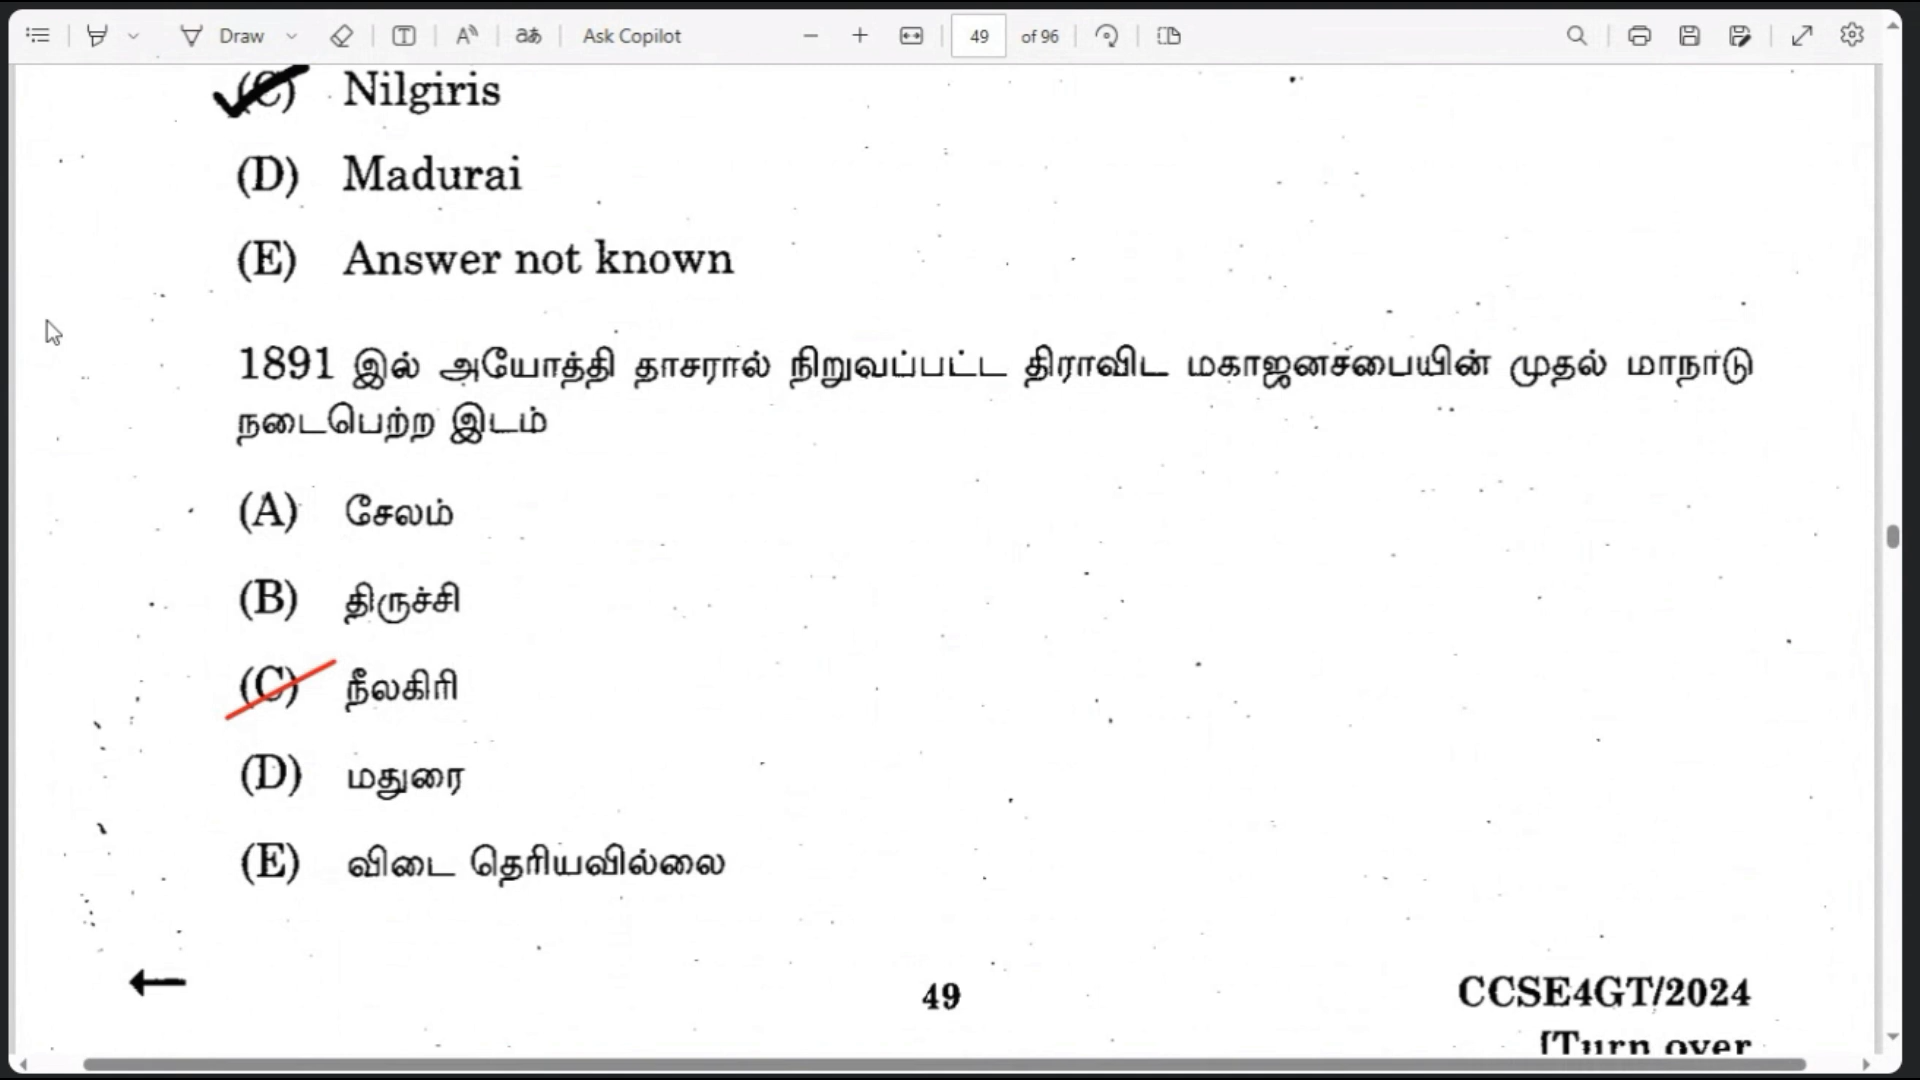 Draw
Ask Copilot
49 of 96
(C) Nilgiris
(D) Madurai
(E) Answer not known
1891 இல் அயோத்தி தாசரால் நிறுவப்பட்ட திராவிட மகாஜனச்பையின் முதல் மாநாடு
நடைபெற்ற இடம்
(A) சேலம்
(B) திருச்சி
(C) நீலகிரி
(D) மதுரை
(E) விடை தெரியவில்லை
49
CCSE4GT/2024
[Turn over